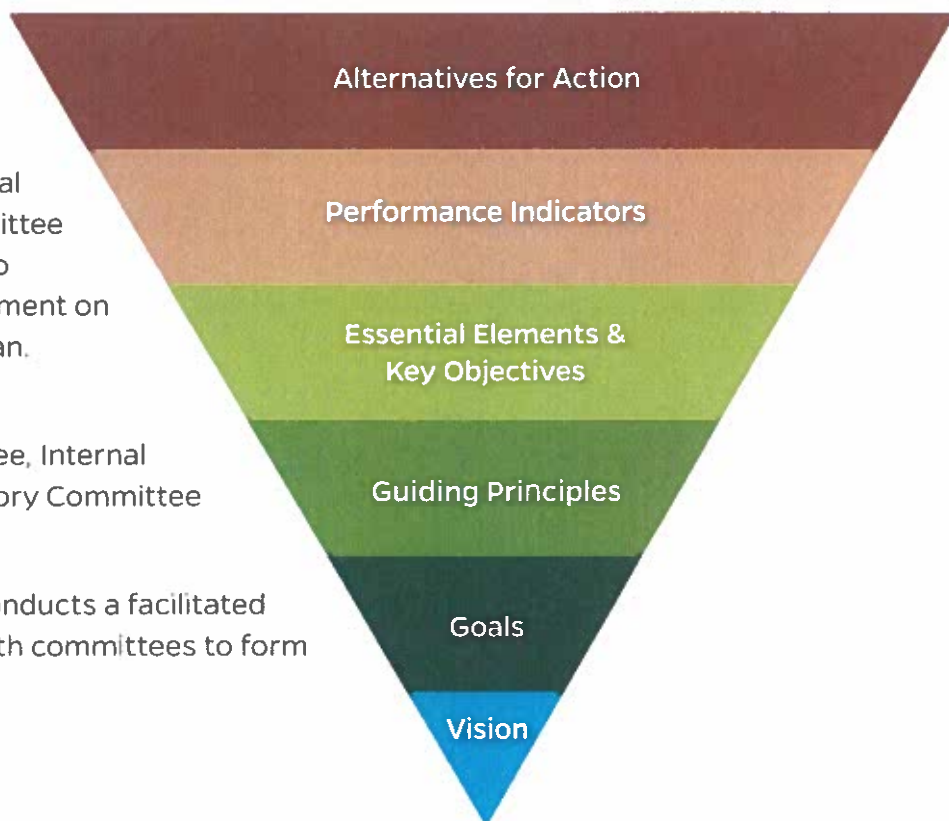 Alternatives for Action
al
ittee
Performance Indicators
o
ment on
an.
Essential Elements &
Key Objectives
ee, Internal
ory Committee
Guiding Principles
nducts a facilitated
th committees to form
Goals
Vision